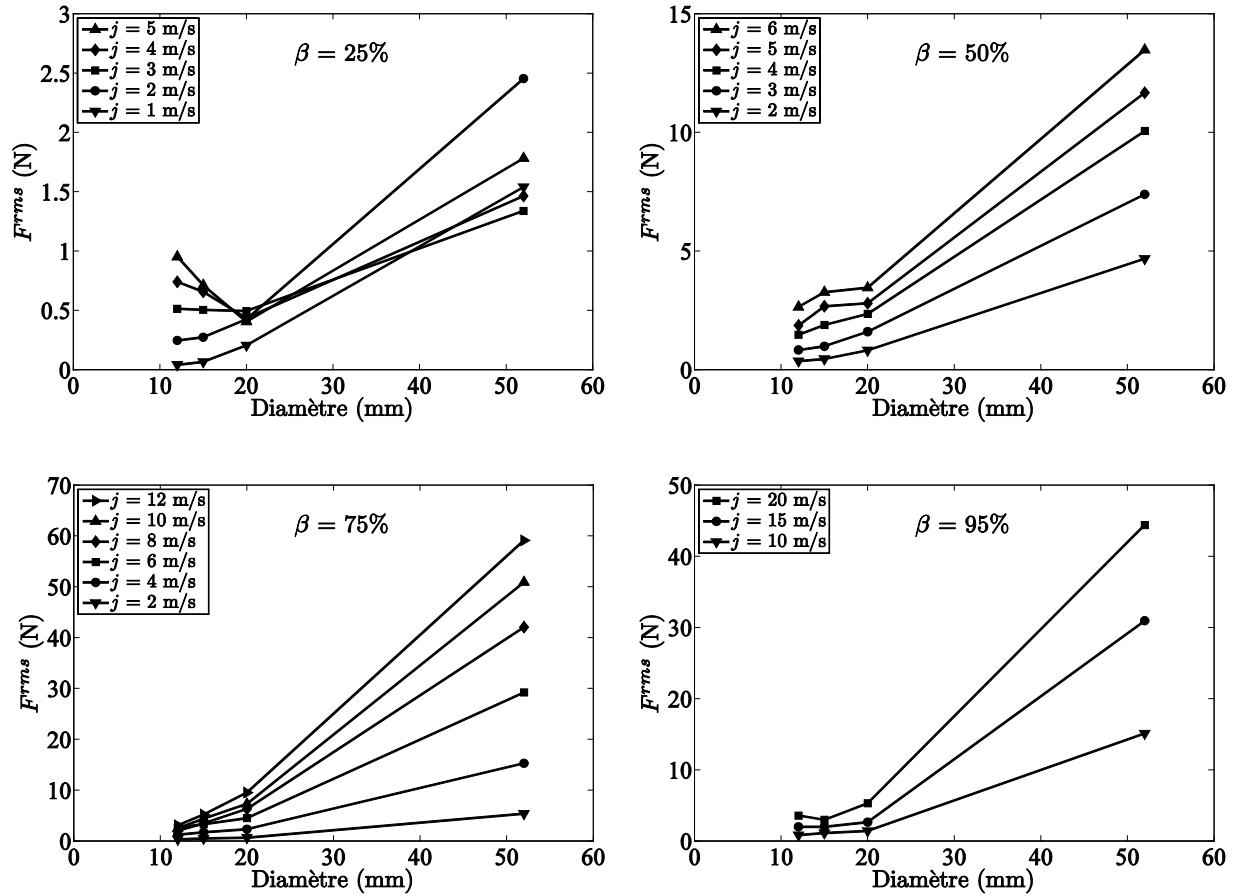 3
2.5
2
1.5
1
0.5
0
j = 5 m/s
j = 4 m/s
j = 3 m/s
j = 2 m/s
j = 1 m/s
β = 25%
F^{rms} (N)
0 10 20 30 40 50 60
Diamètre (mm)
15
10
5
0
j = 6 m/s
j = 5 m/s
j = 4 m/s
j = 3 m/s
j = 2 m/s
β = 50%
F^{rms} (N)
0 10 20 30 40 50 60
Diamètre (mm)
70
60
50
40
30
20
10
0
j = 12 m/s
j = 10 m/s
j = 8 m/s
j = 6 m/s
j = 4 m/s
j = 2 m/s
β = 75%
F^{rms} (N)
0 10 20 30 40 50 60
Diamètre (mm)
50
40
30
20
10
0
j = 20 m/s
j = 15 m/s
j = 10 m/s
β = 95%
F^{rms} (N)
0 10 20 30 40 50 60
Diamètre (mm)